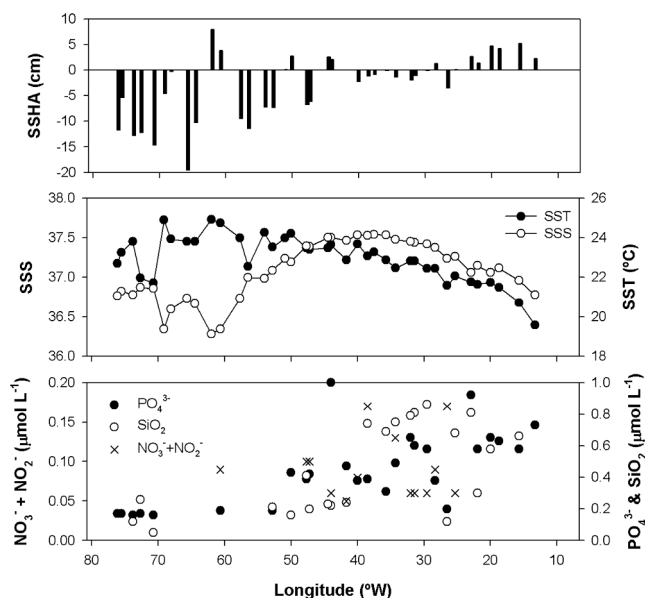 10
5
0
-5
-10
-15
-20
SSHA (cm)
38.0
37.5
37.0
36.5
36.0
SSS
26
24
22
20
18
SST (ºC)
SST
SSS
0.20
0.15
0.10
0.05
0.00
NO₃⁻ + NO₂⁻ (µmol L⁻¹)
1.0
0.8
0.6
0.4
0.2
0.0
PO₄³⁻ & SiO₂ (µmol L⁻¹)
PO₄³⁻
SiO₂
NO₃⁻+NO₂⁻
80 70 60 50 40 30 20 10 0
Longitude (ºW)